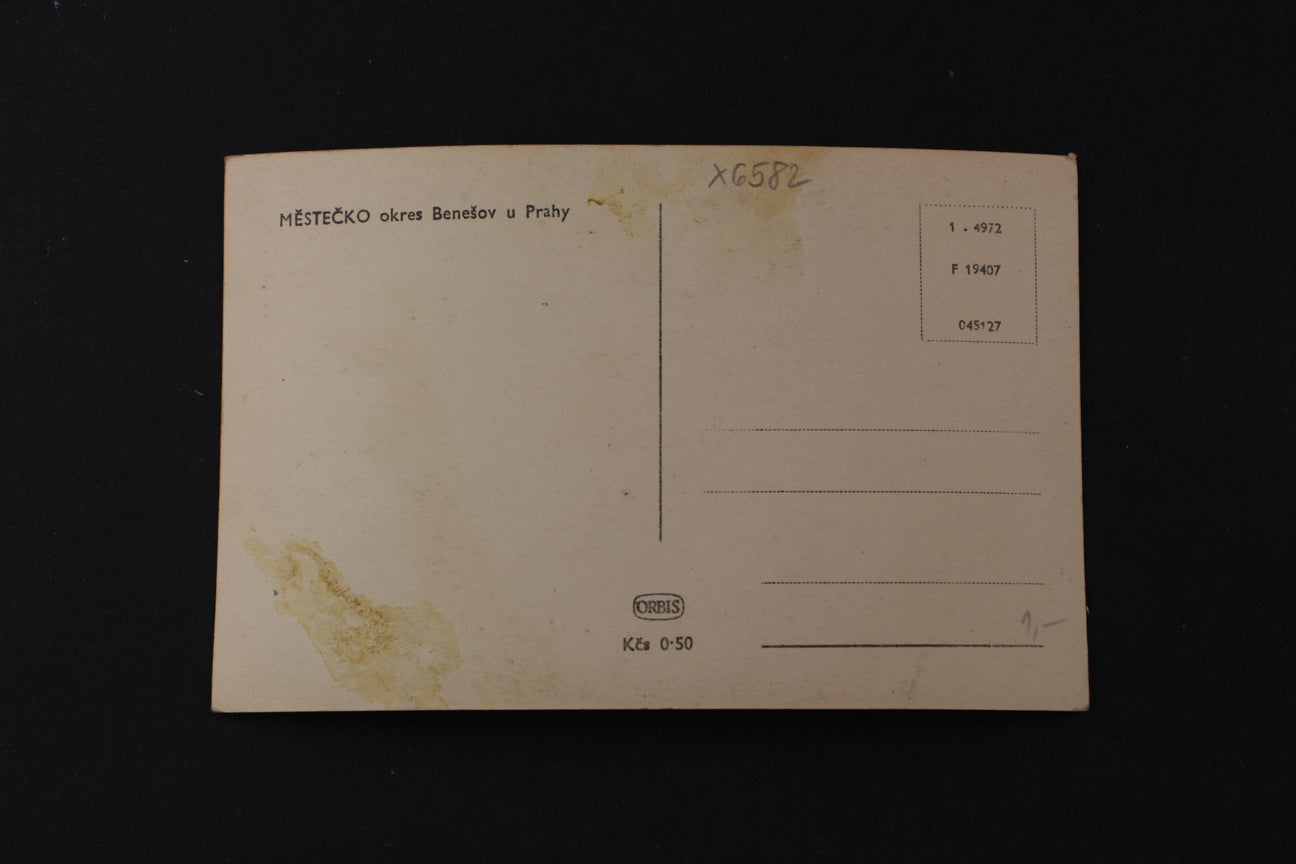 X6582
MĚSTEČKO okres Benešov u Prahy
1 . 4972
F 19407
045127
ORBIS
Kčs 0·50
1,-